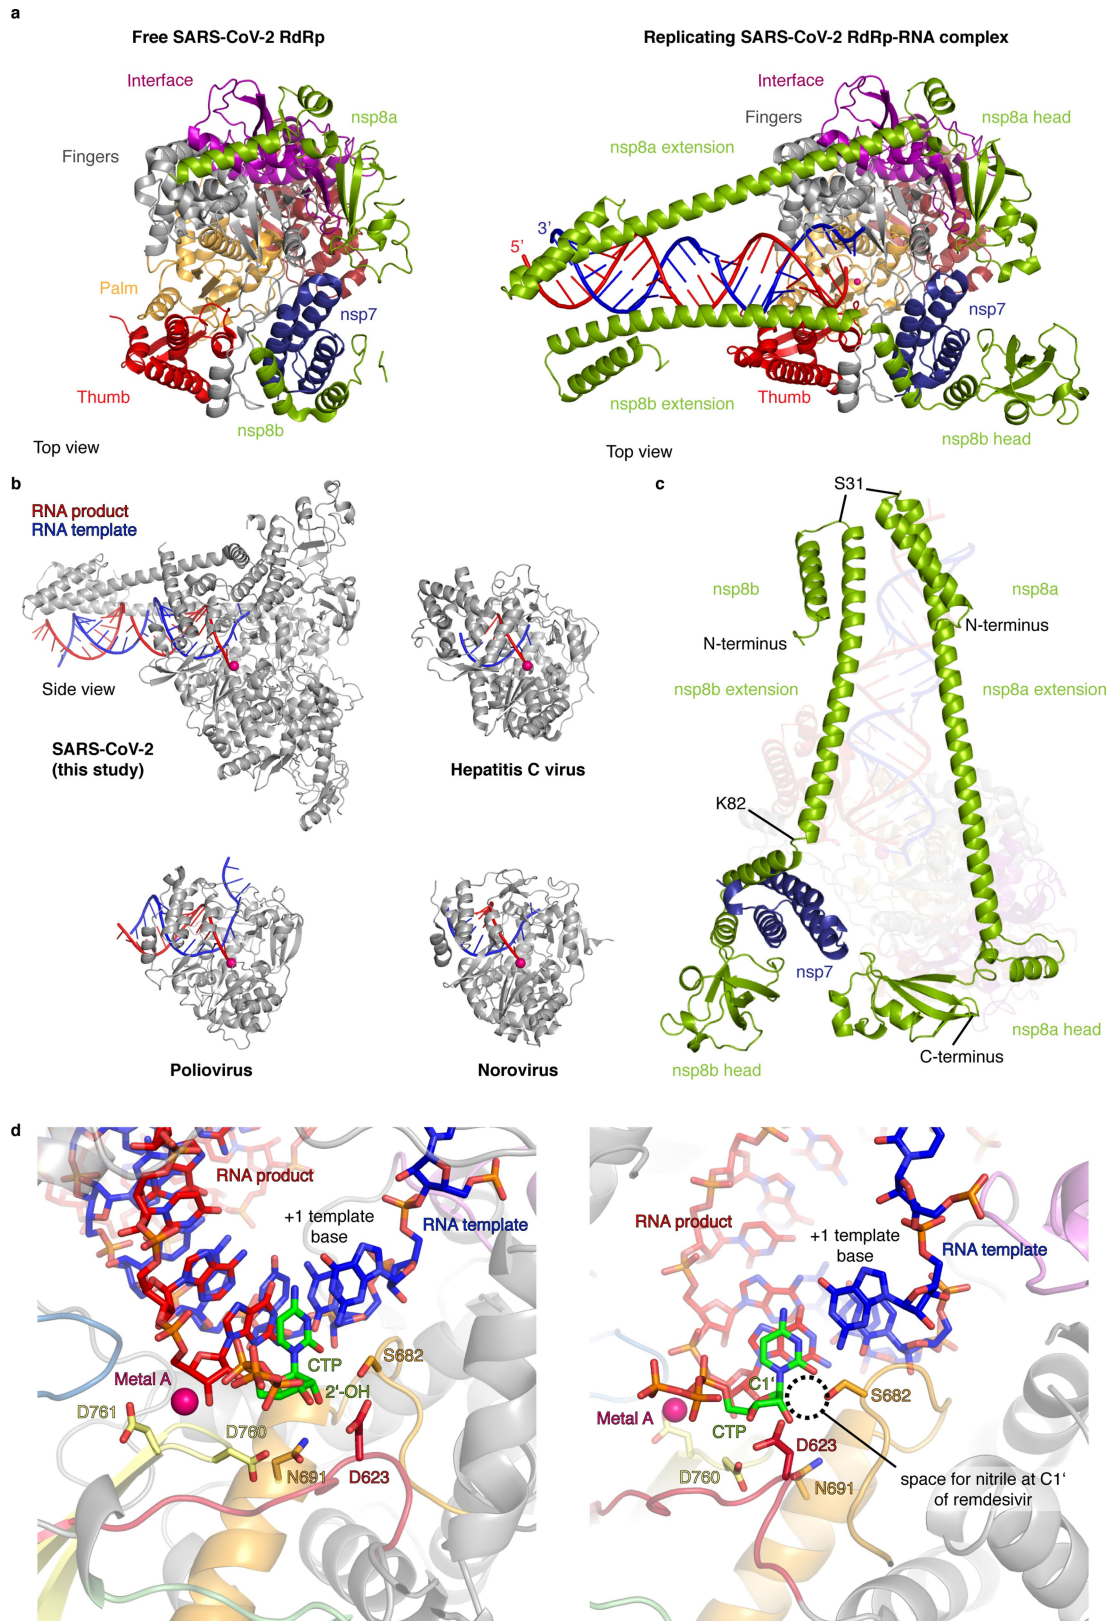 a
Free SARS-CoV-2 RdRp
Replicating SARS-CoV-2 RdRp-RNA complex
Interface
nsp8a
Fingers
Palm
nsp7
Thumb
nsp8b
Top view
Interface
Fingers
nsp8a head
nsp8a extension
3'
5'
nsp7
nsp8b extension
Thumb
nsp8b head
Top view
b
RNA product
RNA template
Side view
SARS-CoV-2
(this study)
Hepatitis C virus
Poliovirus
Norovirus
c
S31
nsp8b
nsp8a
N-terminus
N-terminus
nsp8b extension
nsp8a extension
K82
nsp7
nsp8a head
C-terminus
nsp8b head
d
RNA product
+1 template
base
RNA template
S682
CTP
2'-OH
Metal A
D761
D760
N691
D623
RNA product
+1 template
base
RNA template
C1'
S682
Metal A
CTP
D623
D760
N691
space for nitrile at C1'
of remdesivir